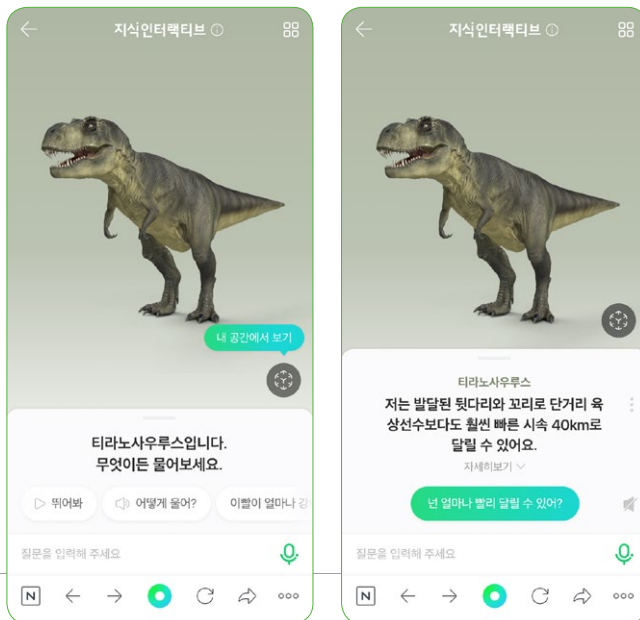 지식인터랙티브
내 공간에서 보기
티라노사우루스입니다.
무엇이든 물어보세요.
뛰어봐
어떻게 울어?
이빨이 얼마나 강
질문을 입력해 주세요
N
지식인터랙티브
티라노사우루스
저는 발달된 뒷다리와 꼬리로 단거리 육
상선수보다도 훨씬 빠른 시속 40km로
달릴 수 있어요.
자세히보기
넌 얼마나 빨리 달릴 수 있어?
질문을 입력해 주세요
N